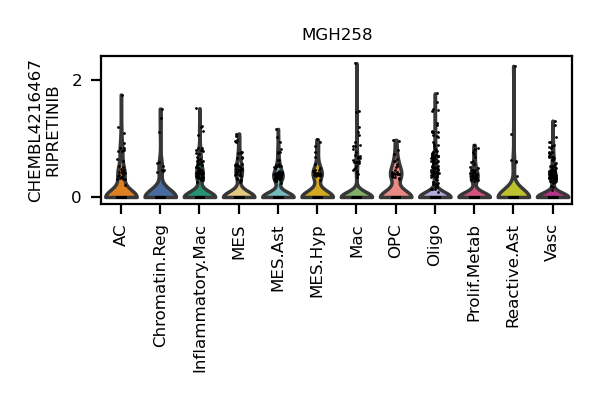 MGH258
CHEMBL4216467
RIPRETINIB
2
0
AC
Chromatin.Reg
Inflammatory.Mac
MES
MES.Ast
MES.Hyp
Mac
OPC
Oligo
Prolif.Metab
Reactive.Ast
Vasc